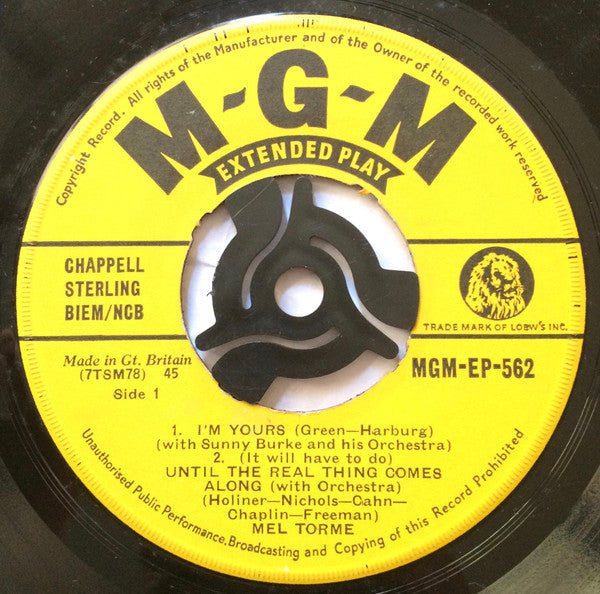 Copyright Record. All rights of the Manufacturer and of the Owner of the recorded work reserved
M-G-M
EXTENDED PLAY
CHAPPELL
STERLING
BIEM/NCB
TRADE MARK OF LOEW'S INC.
Made in Gt. Britain
(7TSM78) 45
Side 1
MGM-EP-562
1. I'M YOURS (Green—Harburg)
(with Sunny Burke and his Orchestra)
2. (It will have to do)
UNTIL THE REAL THING COMES
ALONG (with Orchestra)
(Holiner—Nichols—Cahn—
Chaplin—Freeman)
MEL TORME
Unauthorised Public Performance, Broadcasting and Copying of this Record Prohibited